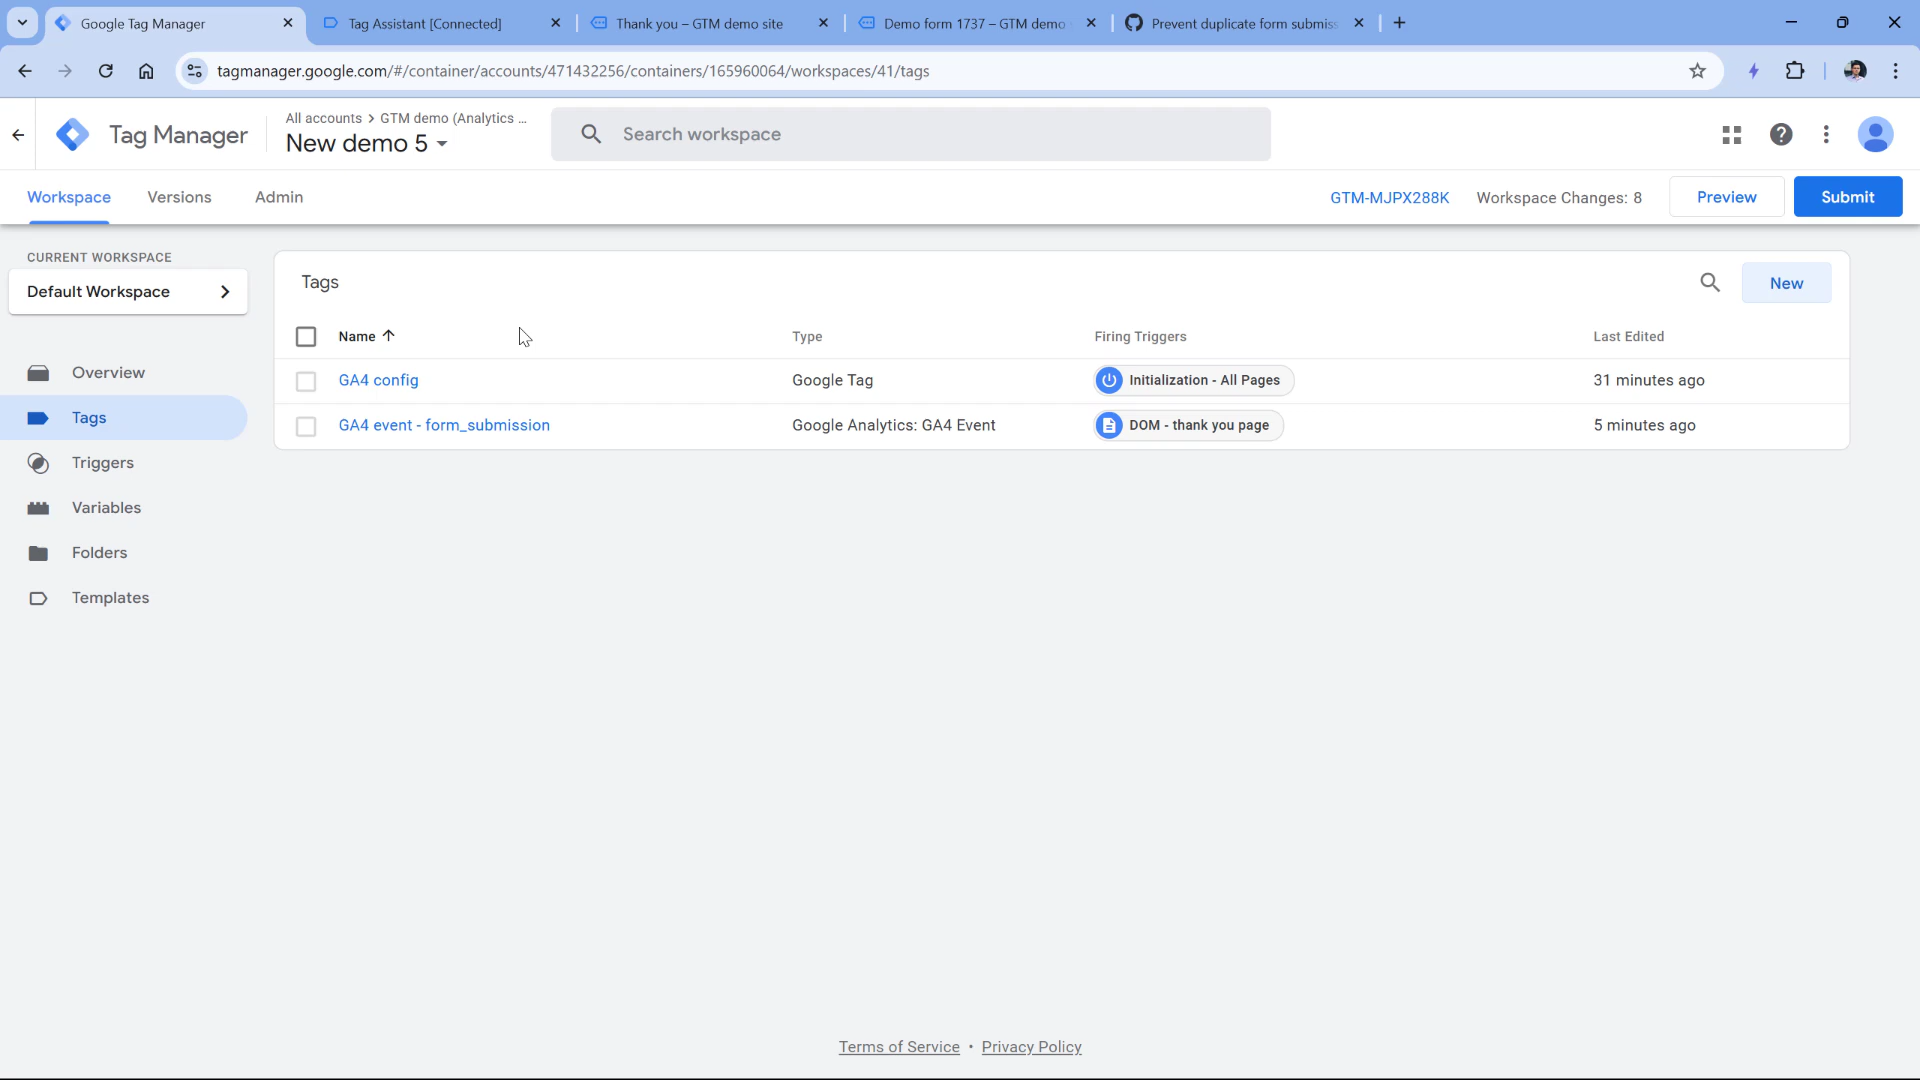 Google Tag Manager
Tag Assistant [Connected]
Thank you – GTM demo site
Demo form 1737 – GTM demo
Prevent duplicate form submiss
tagmanager.google.com/#/container/accounts/471432256/containers/165960064/workspaces/41/tags
Tag Manager
All accounts > GTM demo (Analytics ...
New demo 5
Search workspace
Workspace
Versions
Admin
GTM-MJPX288K
Workspace Changes: 8
Preview
Submit
CURRENT WORKSPACE
Default Workspace
Overview
Tags
Triggers
Variables
Folders
Templates
Tags
New
Name
Type
Firing Triggers
Last Edited
GA4 config
Google Tag
Initialization - All Pages
31 minutes ago
GA4 event - form_submission
Google Analytics: GA4 Event
DOM - thank you page
5 minutes ago
Terms of Service • Privacy Policy